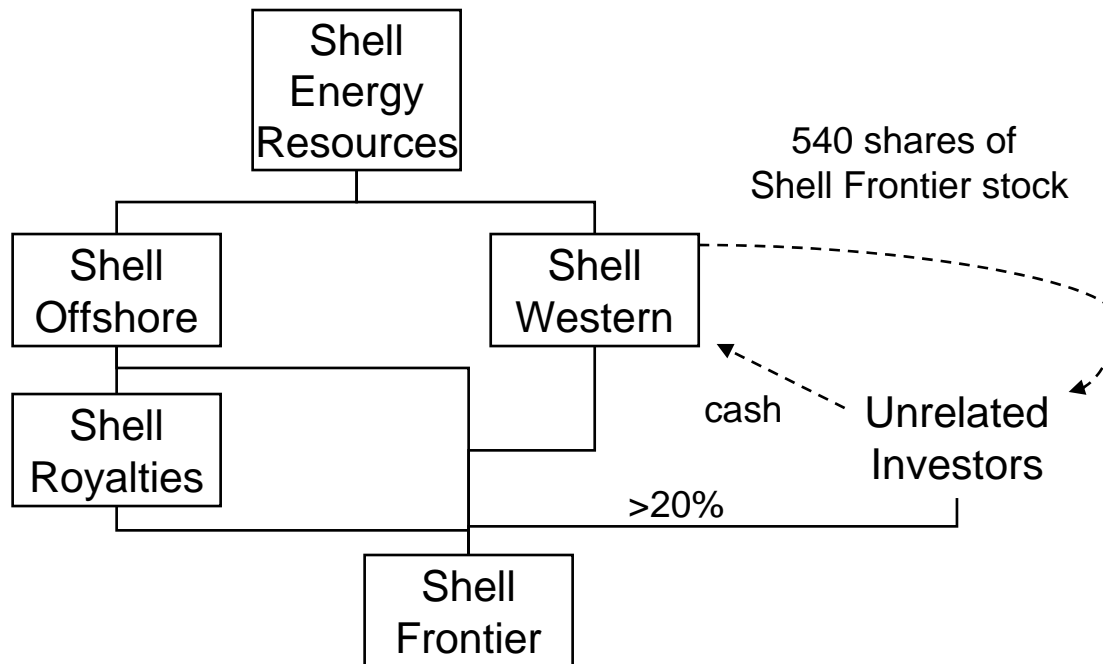 Shell
Energy
Resources
540 shares of
Shell Frontier stock
Shell
Offshore
Shell
Western
Shell
Royalties
cash
Unrelated
Investors
>20%
Shell
Frontier